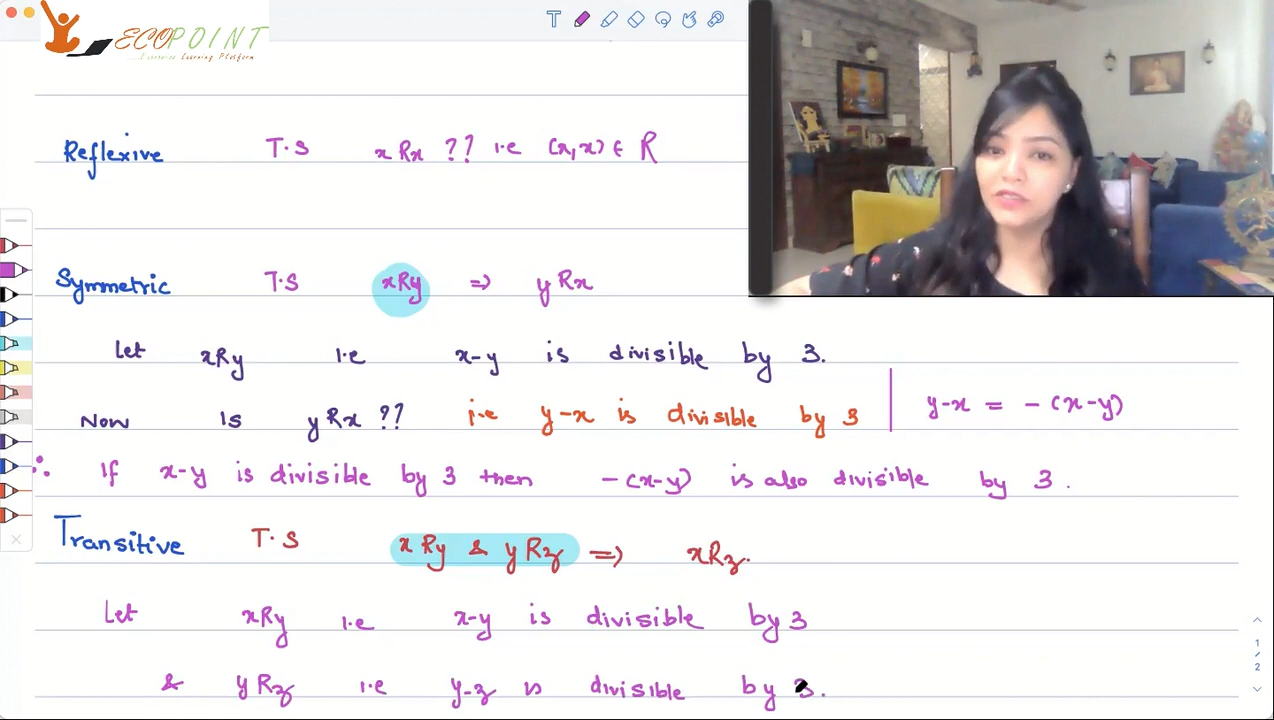 ECOPOINT
Reflexive T.S xRx ?? i.e (x,x) ∈ R
Symmetric T.S xRy ⇒ yRx
Let xRy i.e x-y is divisible by 3.
Now Is yRx ?? i.e y-x is divisible by 3 | y-x = -(x-y)
∴ If x-y is divisible by 3 then -(x-y) is also divisible by 3.
Transitive T.S xRy & yRz ⇒ xRz.
Let xRy i.e x-y is divisible by 3
& yRz i.e y-z is divisible by 3.
1
/
2